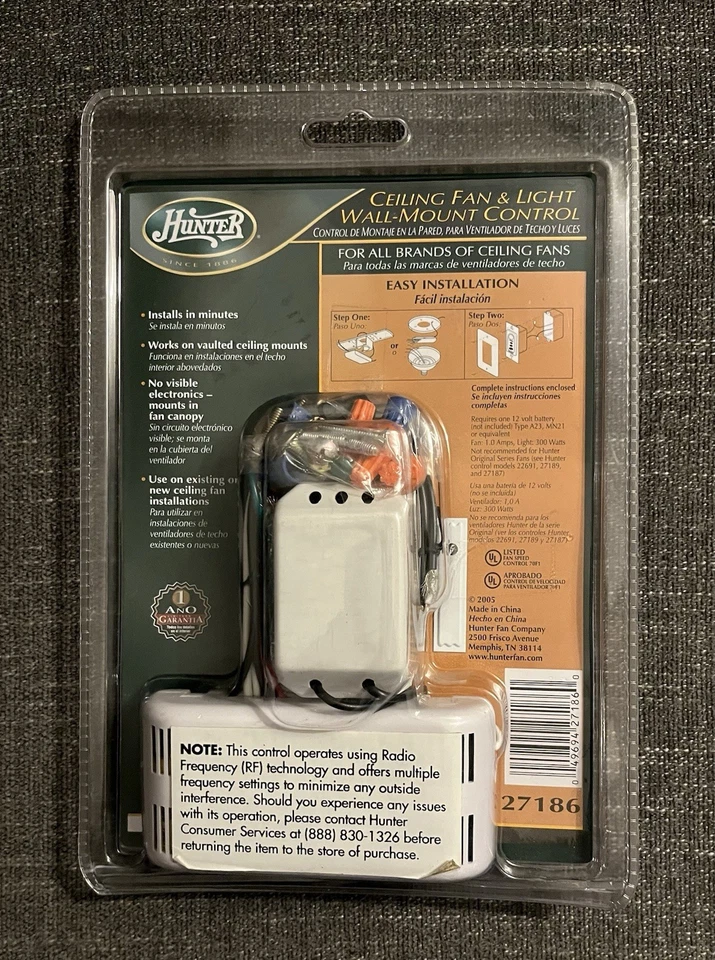 HUNTER®
SINCE 1886
CEILING FAN & LIGHT
WALL-MOUNT CONTROL
CONTROL DE MONTAJE EN LA PARED, PARA VENTILADOR DE TECHO Y LUCES
FOR ALL BRANDS OF CEILING FANS
Para todas las marcas de ventiladores de techo
EASY INSTALLATION
Fácil instalación
Step One:
Paso Uno:
or
o
Step Two:
Paso Dos:
• Installs in minutes
Se instala en minutos
• Works on vaulted ceiling mounts
Funciona en instalaciones en el techo
interior abovedados
• No visible
electronics –
mounts in
fan canopy
Sin circuito electrónico
visible; se monta
en la cubierta del
ventilador
• Use on existing or
new ceiling fan
installations
Para utilizar en
instalaciones de
ventiladores de techo
existentes o nuevas
1
AÑO
GARANTIA
Complete instructions enclosed
Se incluyen instrucciones
completas
Requires one 12 volt battery
(not included) Type A23, MN21
or equivalent
Fan: 1.0 Amps, Light: 300 Watts
Not recommended for Hunter
Original Series Fans (see Hunter
control models 22691, 27189,
and 27187)
Usa una batería de 12 volts
(no se incluida)
Ventilador: 1,0 A
Luz: 300 Watts
No se recomienda para los
ventiladores Hunter de la serie
Original (ver los controles Hunter,
modelos 22691, 27189 y 27187)
UL LISTED
FAN SPEED
CONTROL 70F1
UL APROBADO
CONTROL DE VELOCIDAD
PARA VENTILADOR 70F1
© 2005
Made in China
Hecho en China
Hunter Fan Company
2500 Frisco Avenue
Memphis, TN 38114
www.hunterfan.com
0 49694 27186 0
27186
NOTE: This control operates using Radio
Frequency (RF) technology and offers multiple
frequency settings to minimize any outside
interference. Should you experience any issues
with its operation, please contact Hunter
Consumer Services at (888) 830-1326 before
returning the item to the store of purchase.